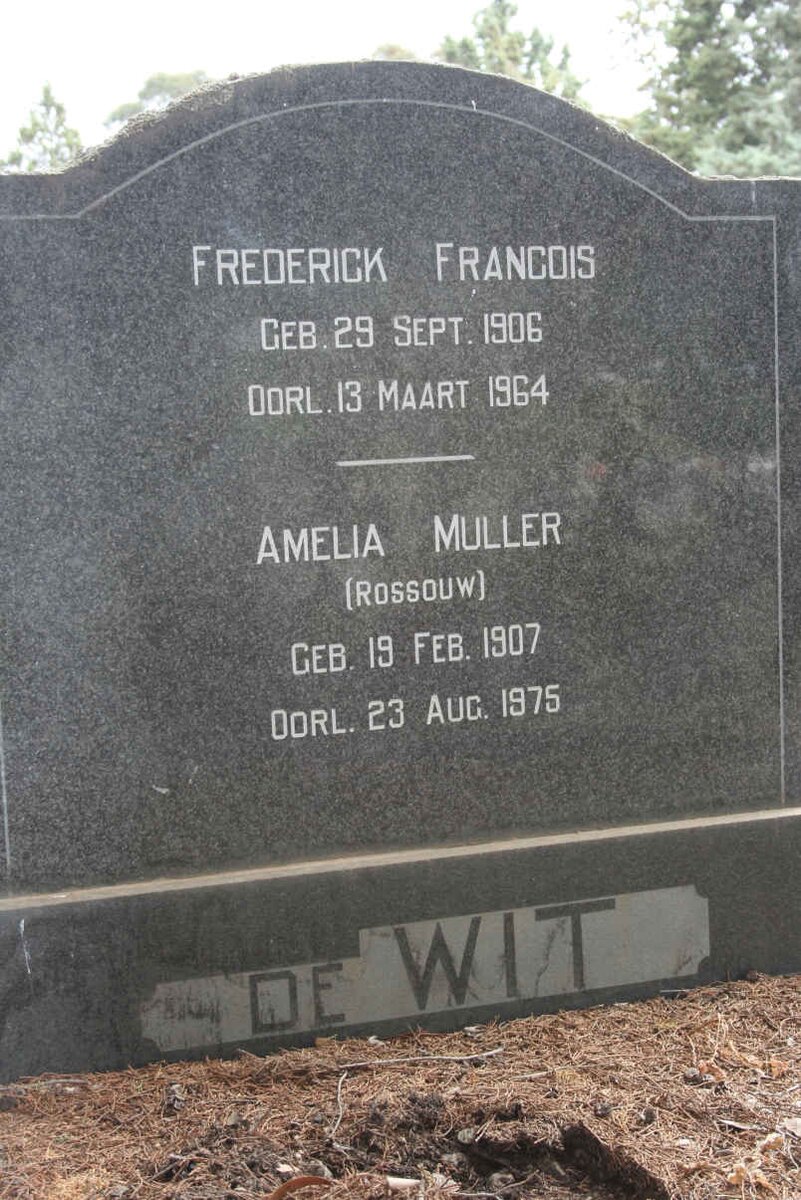 FREDERICK FRANCOIS
GEB. 29 SEPT. 1906
OORL. 13 MAART 1964
AMELIA MULLER
(ROSSOUW)
GEB. 19 FEB. 1907
OORL. 23 AUG. 1975
DE WIT